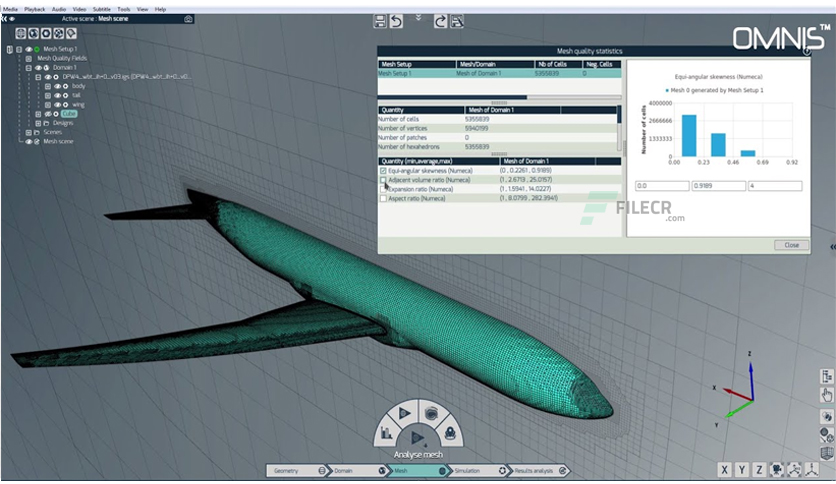 Media Playback Audio Video Subtitle Tools View Help
Active scene : Mesh scene
OMNIS™
Mesh Setup 1
Mesh Quality Fields
Domain 1
body
tail
wing
Cube
Designs
Scenes
Mesh scene
Mesh quality statistics
Mesh Setup Mesh/Domain Nb of Cells Neg. Cells
Mesh Setup 1 Mesh of Domain 1 5355839 0
Quantity Mesh of Domain 1
Number of cells 5355839
Number of vertices 5940199
Number of patches 0
Number of hexahedrons 5355839
Quantity (min,average,max) Mesh of Domain 1
Equi-angular skewness (Numeca) (0 , 0.2261 , 0.9189)
Adjacent volume ratio (Numeca) (1 , 2.6719 , 25.0157)
Expansion ratio (Numeca) (1 , 1.5941 , 14.0227)
Aspect ratio (Numeca) (1 , 8.0799 , 282.3941)
Equi-angular skewness (Numeca)
Mesh 0 generated by Mesh Setup 1
Number of cells
4000000
2666666
1333333
0
0.00 0.23 0.46 0.69 0.92
0.0 0.9189 4
FILECR
.com
Close
Z
X
Y
Analyse mesh
Geometry Domain Mesh Simulation Results analysis
X Y Z